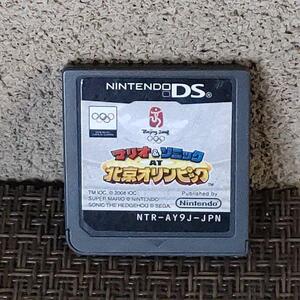 NINTENDO DS
Beijing 2008
マリオ&ソニック
AT
北京オリンピック
TM IOC. © 2008 IOC.
SUPER MARIO © NINTENDO
SONIC THE HEDGEHOG © SEGA
Published by
Nintendo
NTR-AY9J-JPN